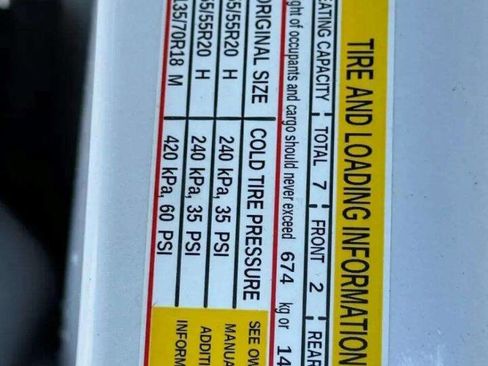 TIRE AND LOADING INFORMATION
EATING CAPACITY TOTAL 7 FRONT 2 REAR
ght of occupants and cargo should never exceed 674 kg or 14
ORIGINAL SIZE COLD TIRE PRESSURE SEE OW
5/55R20 H 240 kPa, 35 PSI MANUA
65/55R20 H 240 kPa, 35 PSI ADDITI
135/70R18 M 420 kPa, 60 PSI INFORM